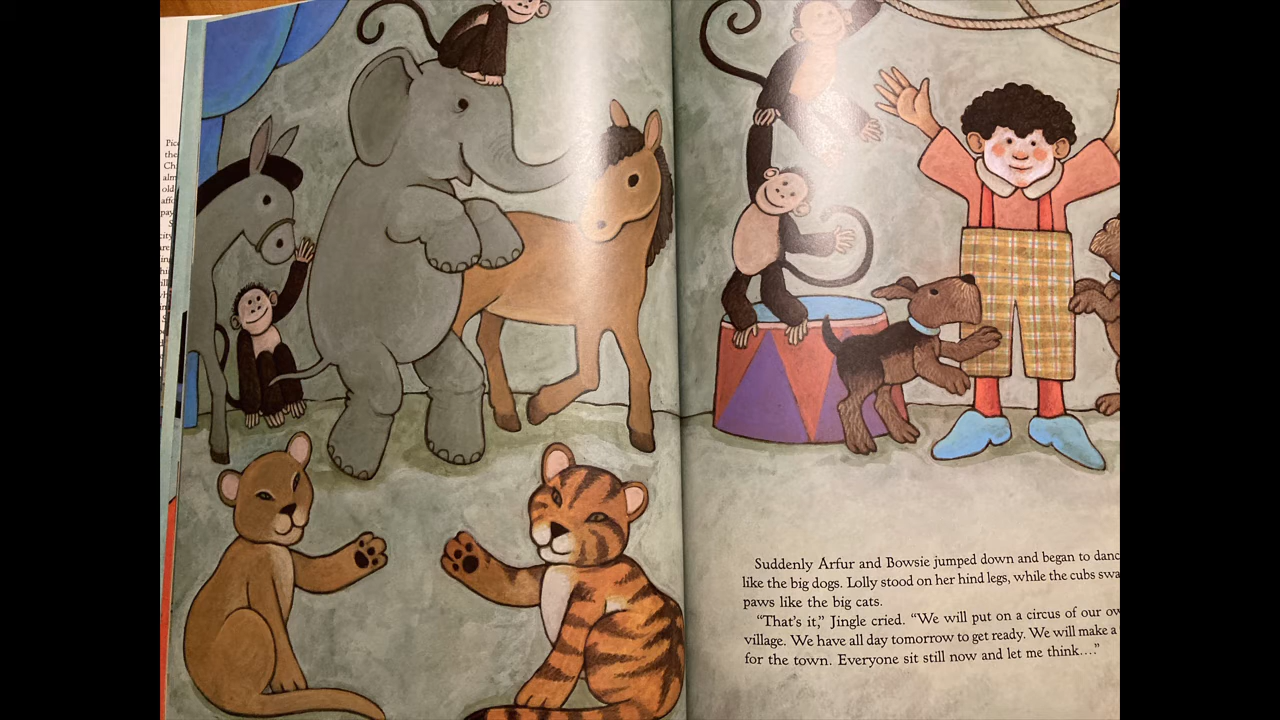 Suddenly Arfur and Bowsie jumped down and began to
like the big dogs. Lolly stood on her hind legs, while the cubs
paws like the big cats.
“That's it,” Jingle cried. “We will put on a circus of our
village. We have all day tomorrow to get ready. We will make a
for the town. Everyone sit still now and let me think....”